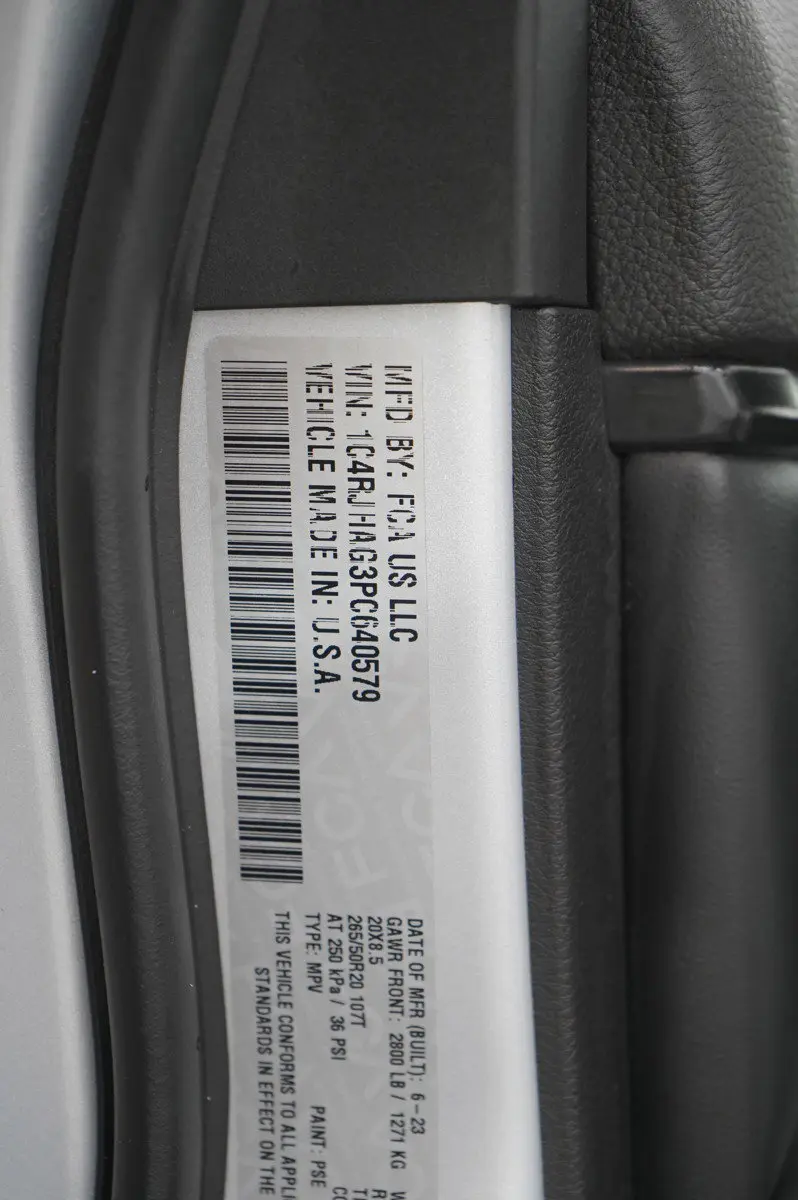 MFD BY: FCA US LLC
VIN: 1C4RJHAG3PC640579
VEHICLE MADE IN: U.S.A.
DATE OF MFR (BUILT): 6-23
GAWR FRONT: 2800 LB / 1271 KG
20X8.5
265/50R20 107T
AT 250 kPa / 36 PSI
TYPE: MPV PAINT: PSE
THIS VEHICLE CONFORMS TO ALL
STANDARDS IN EFFECT ON THE